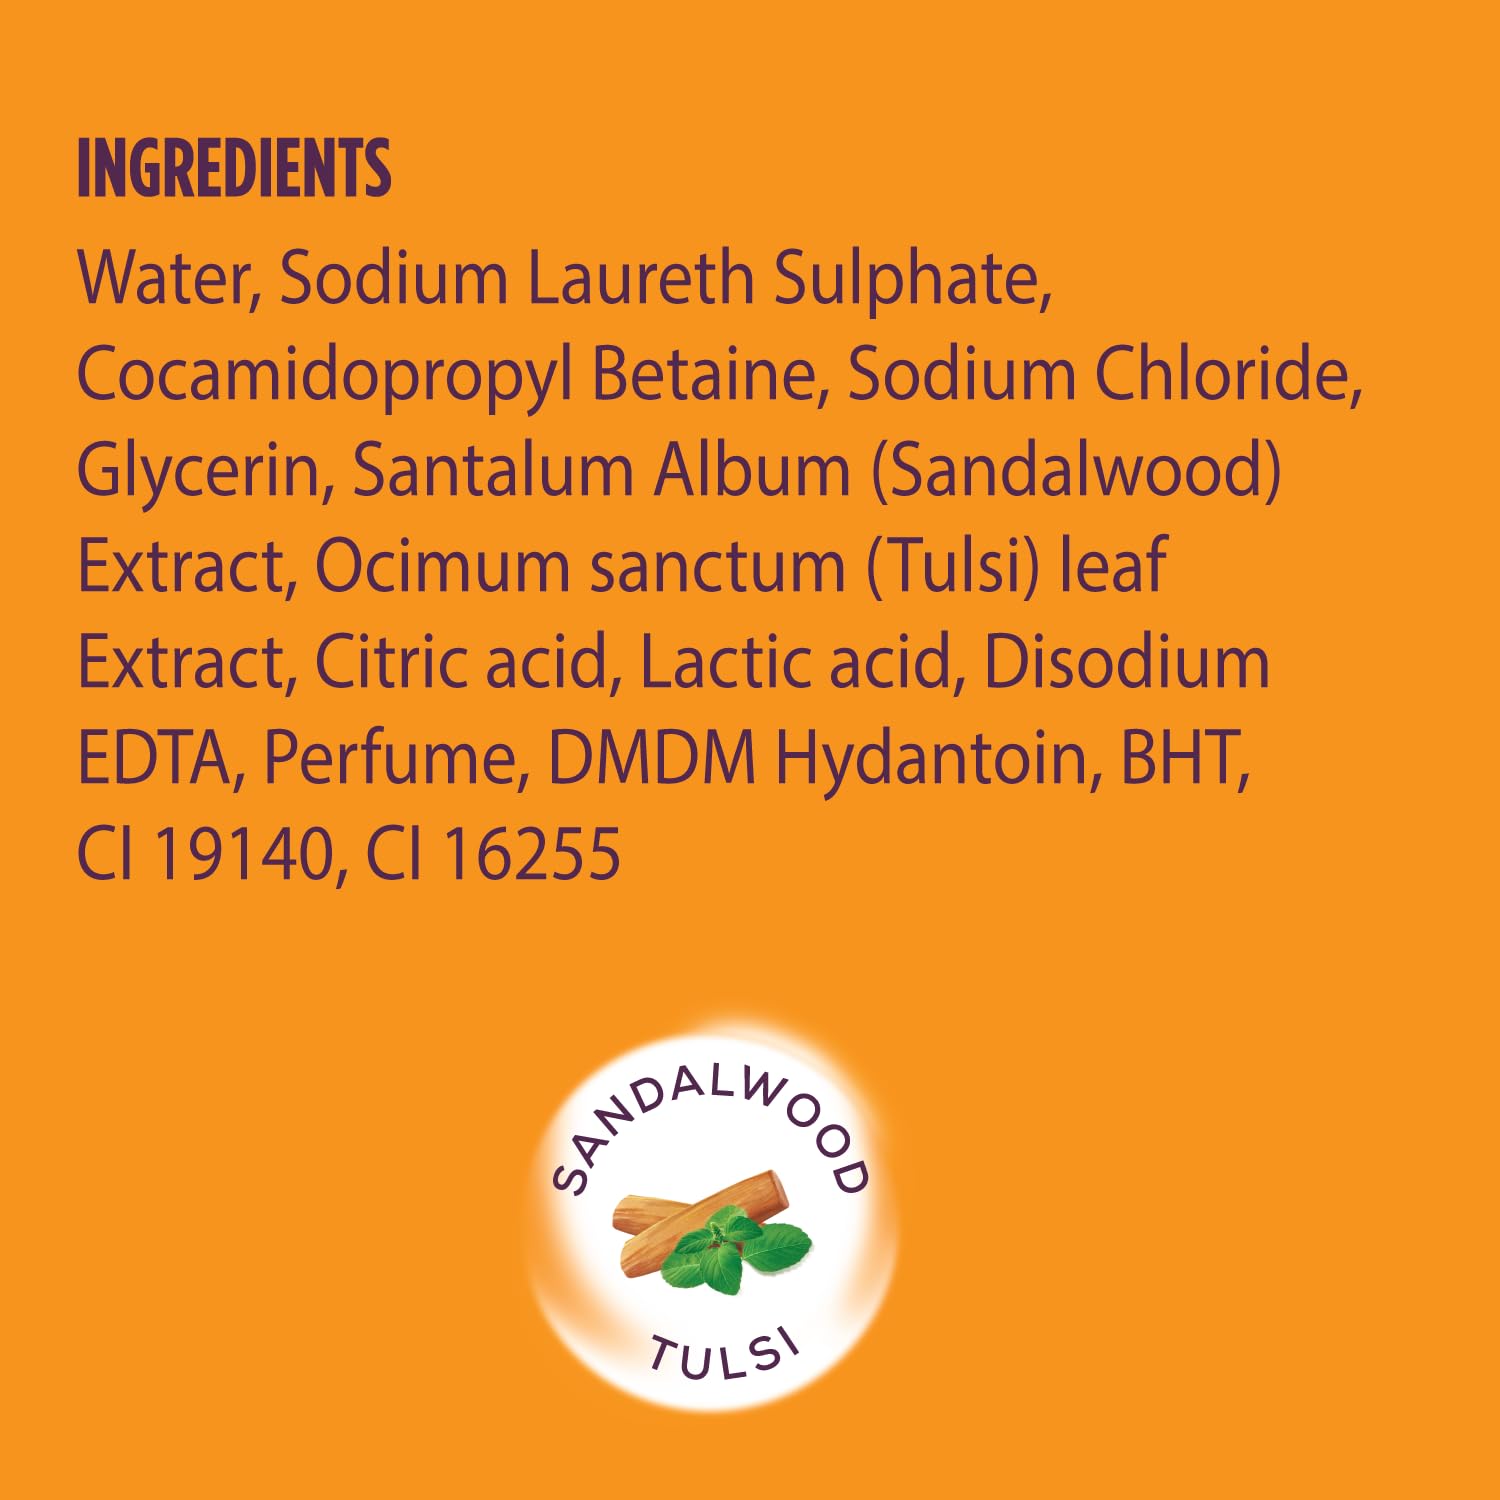 INGREDIENTS
Water, Sodium Laureth Sulphate,
Cocamidopropyl Betaine, Sodium Chloride,
Glycerin, Santalum Album (Sandalwood)
Extract, Ocimum sanctum (Tulsi) leaf
Extract, Citric acid, Lactic acid, Disodium
EDTA, Perfume, DMDM Hydantoin, BHT,
CI 19140, CI 16255
SANDALWOOD
TULSI